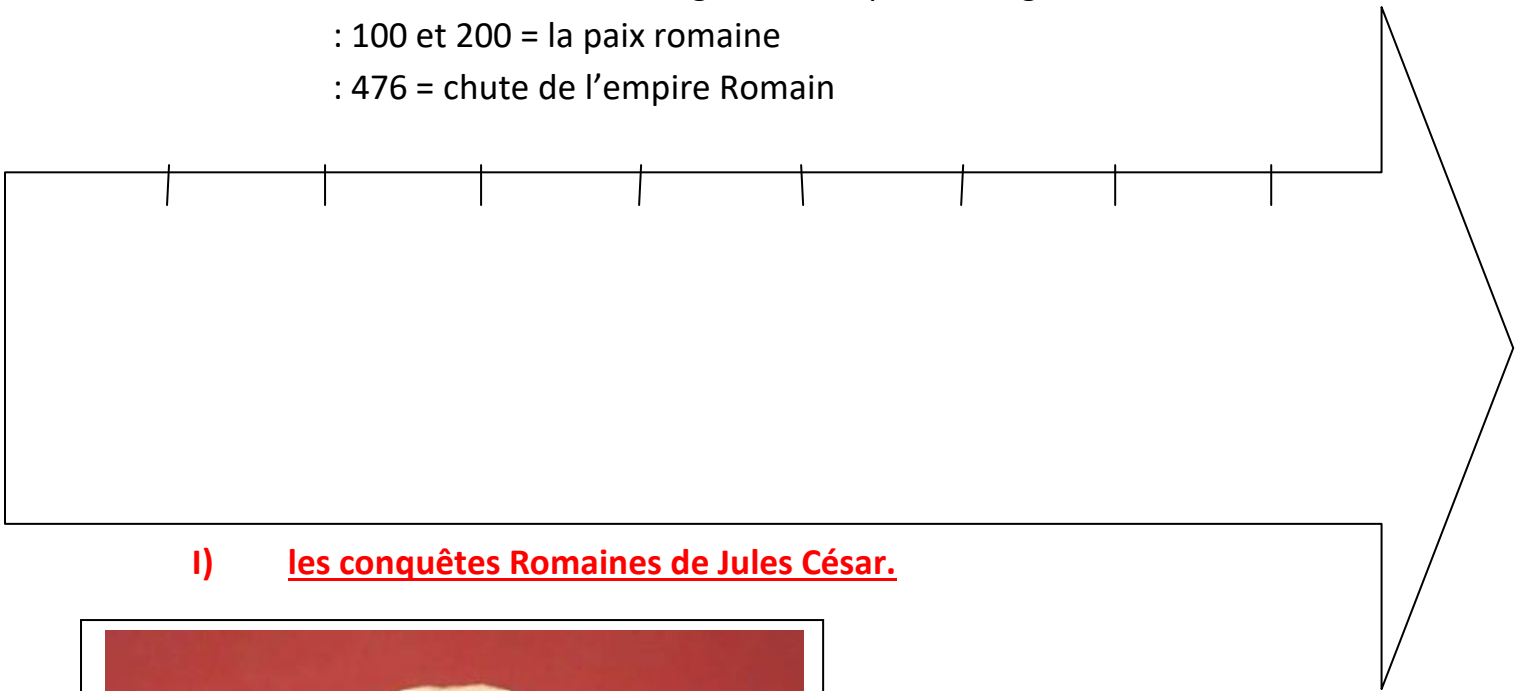 : 100 et 200 = la paix romaine
: 476 = chute de l’empire Romain
I) les conquêtes Romaines de Jules César.